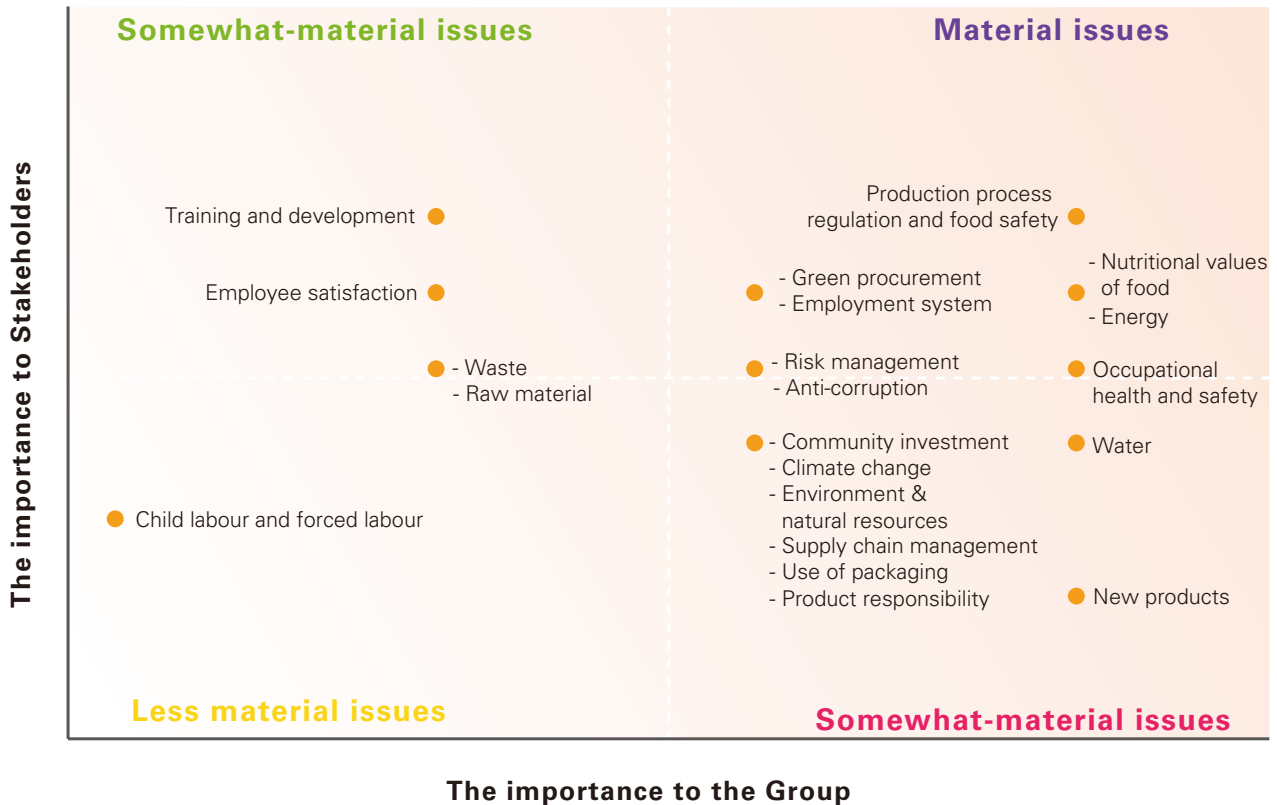 Somewhat-material issues
Material issues
The importance to Stakeholders
Training and development
Production process
regulation and food safety
Employee satisfaction
- Green procurement
- Employment system
- Nutritional values
of food
- Energy
- Waste
- Raw material
- Risk management
- Anti-corruption
Occupational
health and safety
Child labour and forced labour
- Community investment
- Climate change
- Environment &
natural resources
- Supply chain management
- Use of packaging
- Product responsibility
Water
New products
Less material issues
Somewhat-material issues
The importance to the Group